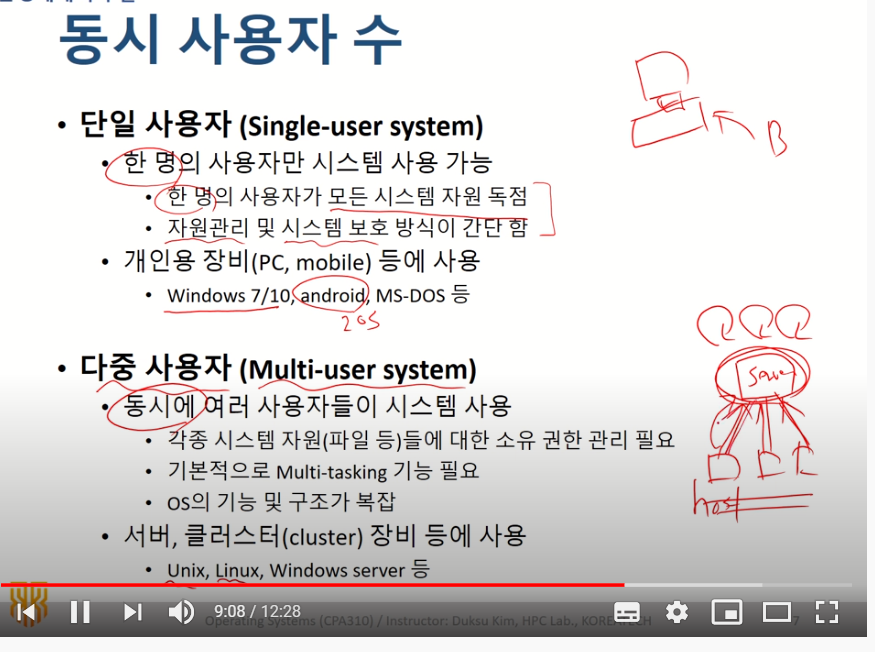 동시 사용자 수
• 단일 사용자 (Single-user system)
• 한 명의 사용자만 시스템 사용 가능
• 한 명의 사용자가 모든 시스템 자원 독점
• 자원관리 및 시스템 보호 방식이 간단 함
• 개인용 장비(PC, mobile) 등에 사용
• Windows 7/10, android, MS-DOS 등
B
• 다중 사용자 (Multi-user system)
• 동시에 여러 사용자들이 시스템 사용
• 각종 시스템 자원(파일 등)들에 대한 소유 권한 관리 필요
• 기본적으로 Multi-tasking 기능 필요
• OS의 기능 및 구조가 복잡
• 서버, 클러스터(cluster) 장비 등에 사용
• Unix, Linux, Windows server 등
host
9:08 / 12:28
Operating Systems (CPA310) / Instructor: Duksu Kim, HPC Lab., KOREATECH
7